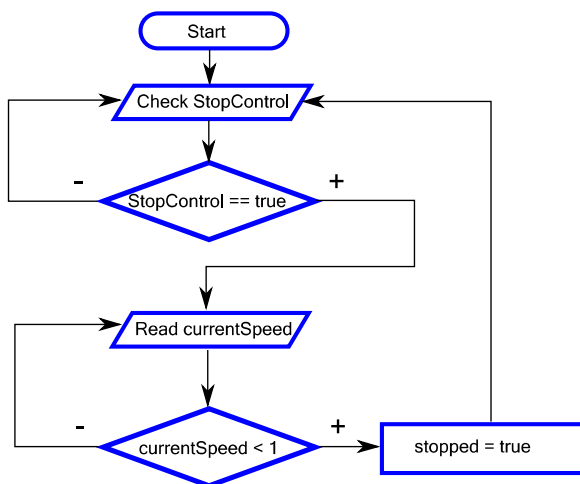 Start
Check StopControl
-
+
StopControl == true
Read currentSpeed
-
+
currentSpeed < 1
stopped = true